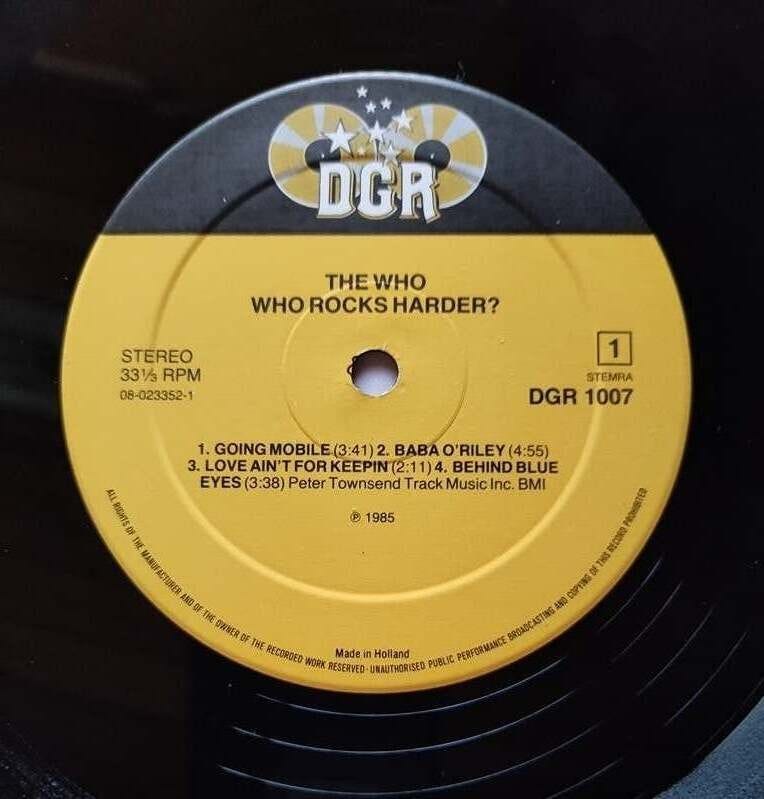 DGR
THE WHO
WHO ROCKS HARDER?
STEREO
33⅓ RPM
08-023352-1
1
STEMRA
DGR 1007
1. GOING MOBILE (3:41) 2. BABA O'RILEY (4:55)
3. LOVE AIN'T FOR KEEPIN (2:11) 4. BEHIND BLUE
EYES (3:38) Peter Townsend Track Music Inc. BMI
℗ 1985
Made in Holland
ALL RIGHTS OF THE MANUFACTURER AND OF THE OWNER OF THE RECORDED WORK RESERVED · UNAUTHORISED PUBLIC PERFORMANCE BROADCASTING AND COPYING OF THIS RECORD PROHIBITED